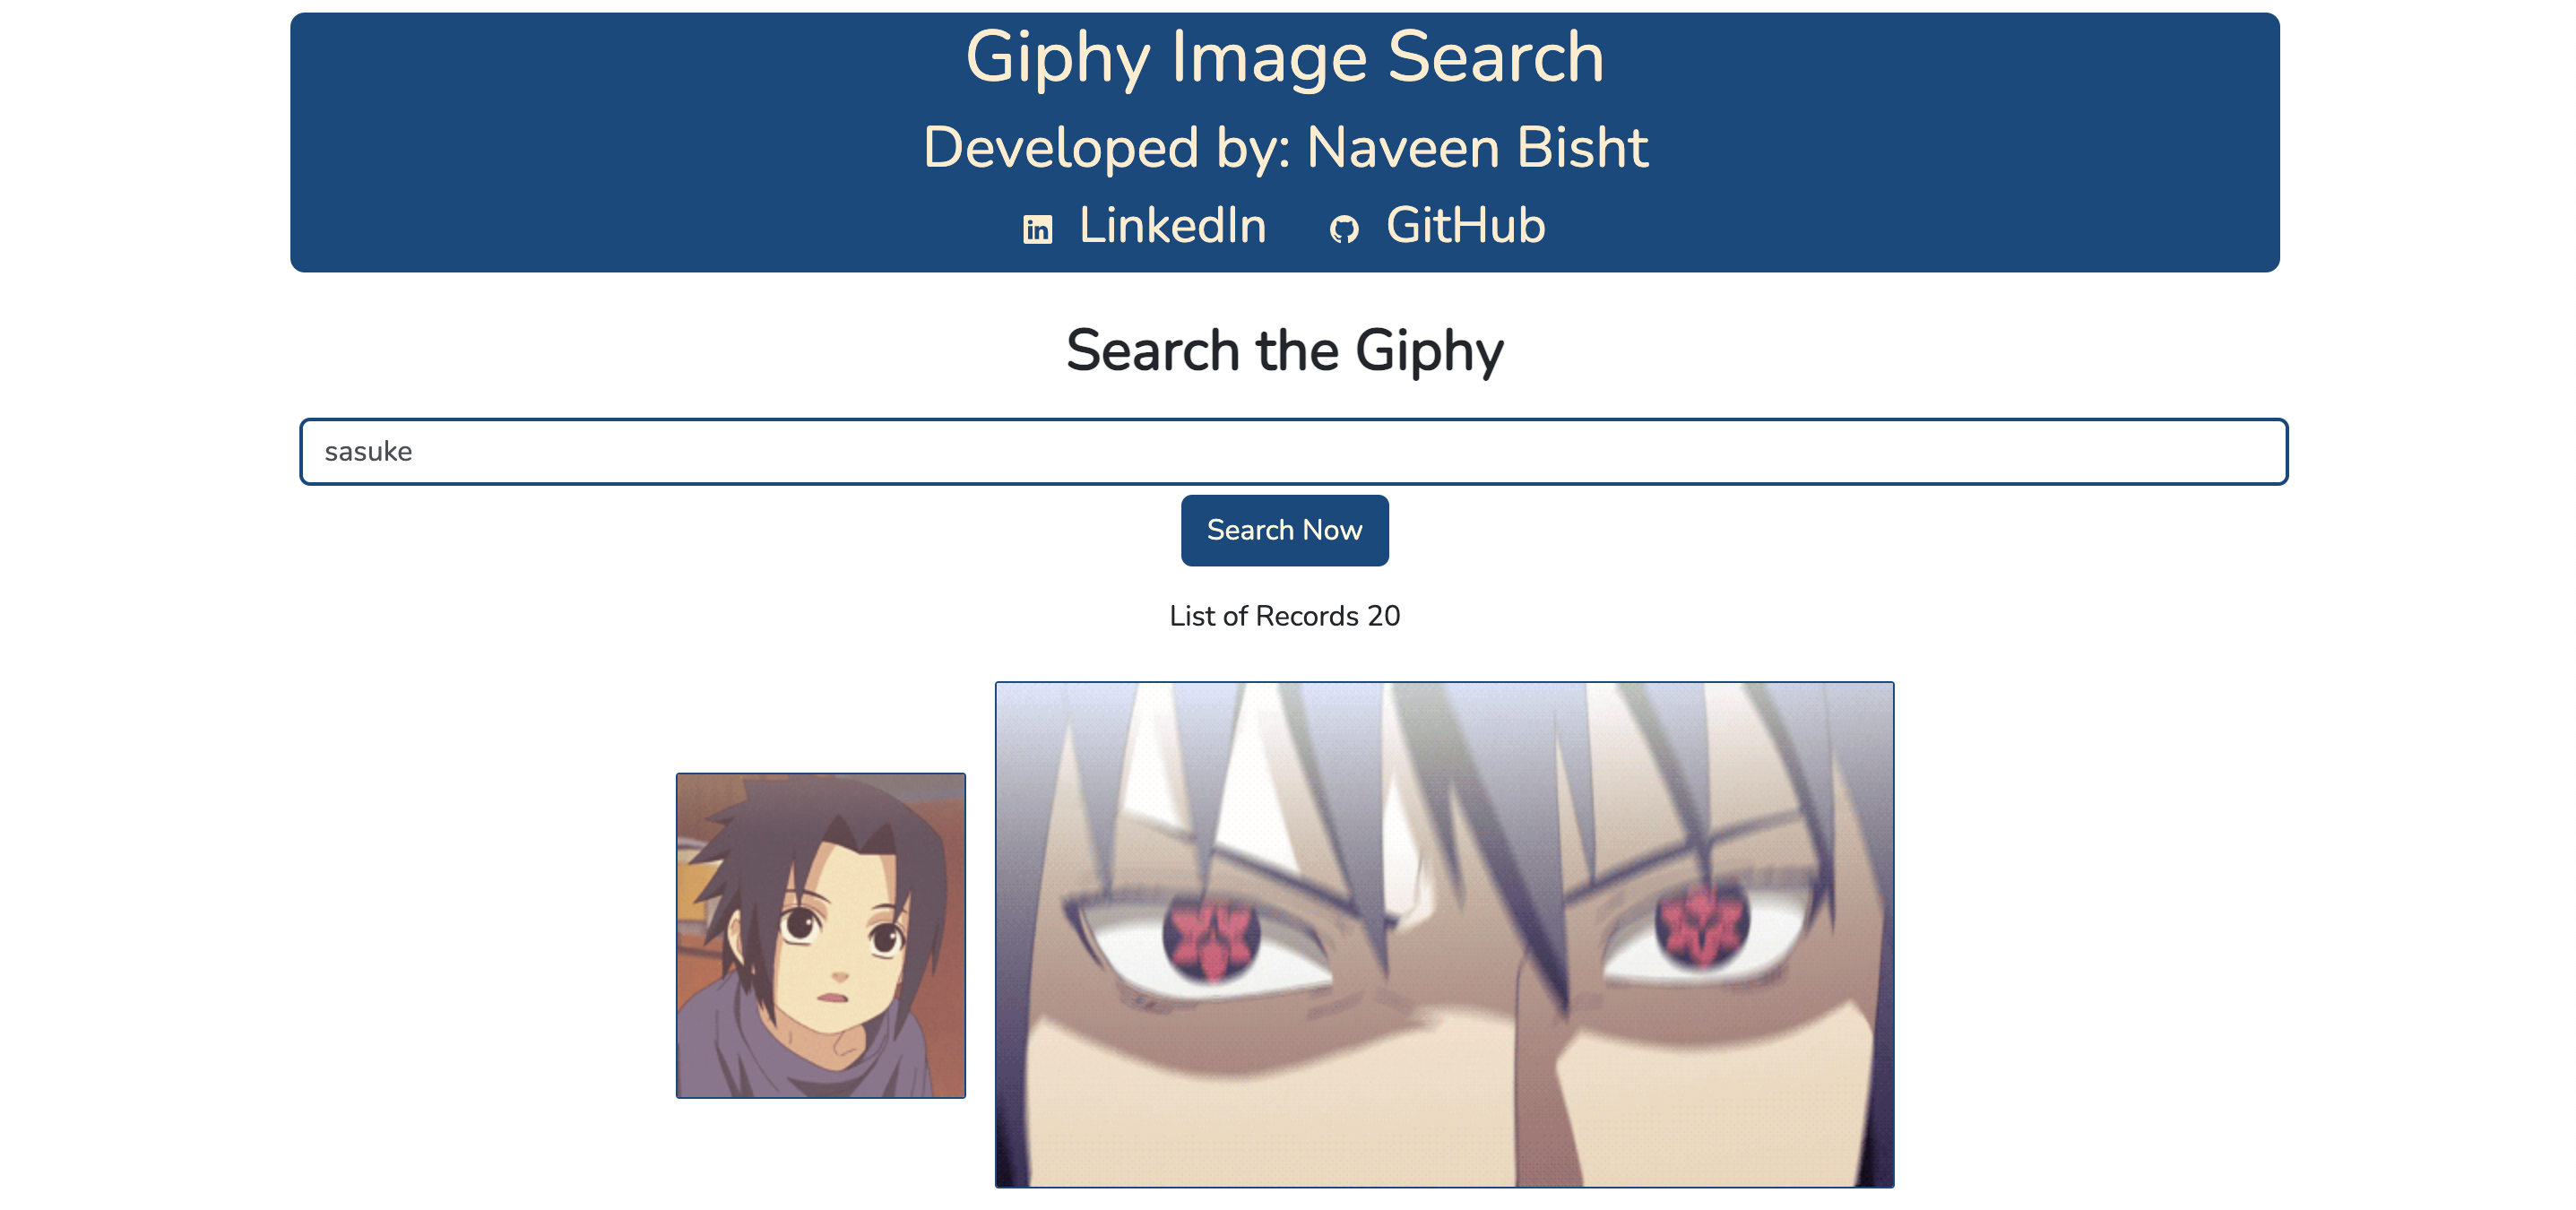 Giphy Image Search
Developed by: Naveen Bisht
LinkedIn GitHub
Search the Giphy
sasuke
Search Now
List of Records 20